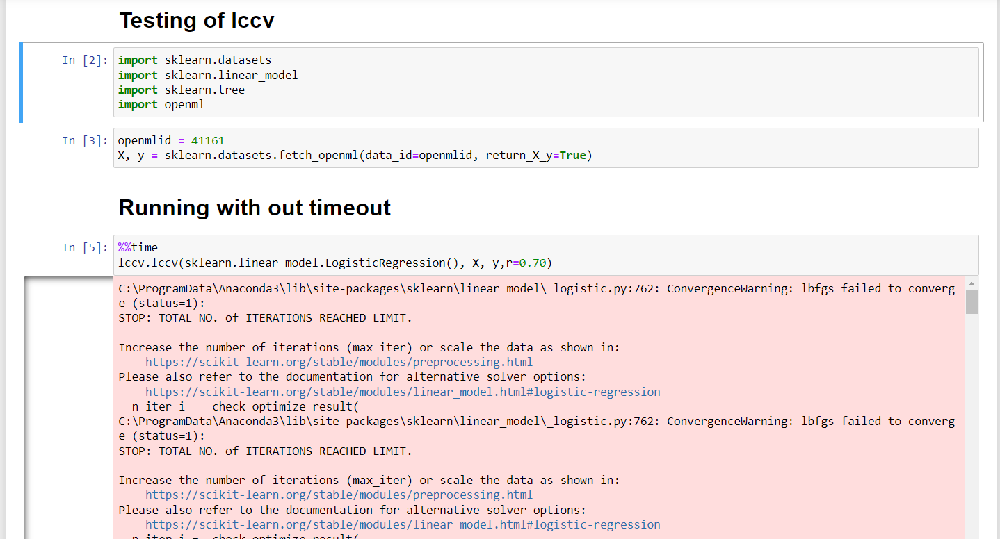 Testing of lccv
In [2]:
import sklearn.datasets
import sklearn.linear_model
import sklearn.tree
import openml
In [3]:
openmlid = 41161
X, y = sklearn.datasets.fetch_openml(data_id=openmlid, return_X_y=True)
Running with out timeout
In [5]:
%%time
lccv.lccv(sklearn.linear_model.LogisticRegression(), X, y,r=0.70)
C:\ProgramData\Anaconda3\lib\site-packages\sklearn\linear_model\_logistic.py:762: ConvergenceWarning: lbfgs failed to converg
e (status=1):
STOP: TOTAL NO. of ITERATIONS REACHED LIMIT.
Increase the number of iterations (max_iter) or scale the data as shown in:
https://scikit-learn.org/stable/modules/preprocessing.html
Please also refer to the documentation for alternative solver options:
https://scikit-learn.org/stable/modules/linear_model.html#logistic-regression
n_iter_i = _check_optimize_result(
C:\ProgramData\Anaconda3\lib\site-packages\sklearn\linear_model\_logistic.py:762: ConvergenceWarning: lbfgs failed to converg
e (status=1):
STOP: TOTAL NO. of ITERATIONS REACHED LIMIT.
Increase the number of iterations (max_iter) or scale the data as shown in:
https://scikit-learn.org/stable/modules/preprocessing.html
Please also refer to the documentation for alternative solver options:
https://scikit-learn.org/stable/modules/linear_model.html#logistic-regression
n_iter_i = _check_optimize_result(